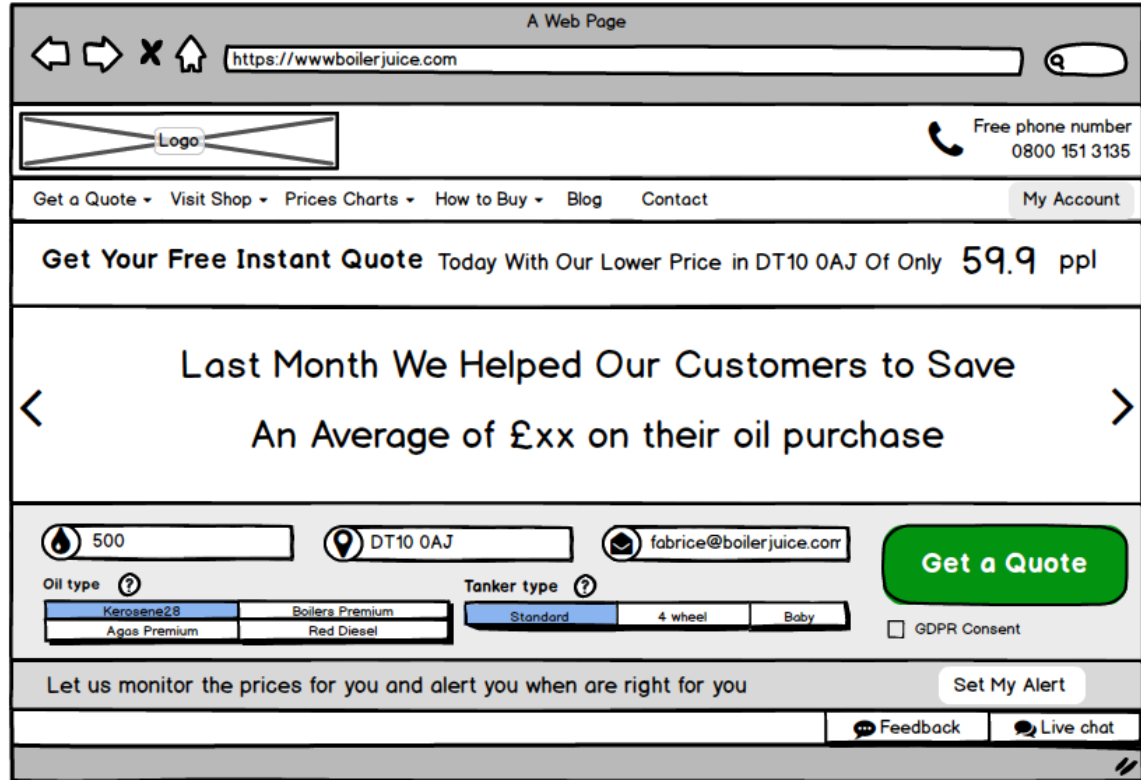 A Web Page
https://wwwboilerjuice.com
Logo
Free phone number
0800 151 3135
Get a Quote Visit Shop Prices Charts How to Buy Blog Contact My Account
Get Your Free Instant Quote Today With Our Lower Price in DT10 0AJ Of Only 59.9 ppl
Last Month We Helped Our Customers to Save
An Average of £xx on their oil purchase
500 DT10 0AJ fabrice@boilerjuice.com
Get a Quote
Oil type ? Tanker type ?
Kerosene28 Boilers Premium Standard 4 wheel Baby
Agas Premium Red Diesel
GDPR Consent
Let us monitor the prices for you and alert you when are right for you Set My Alert
Feedback Live chat